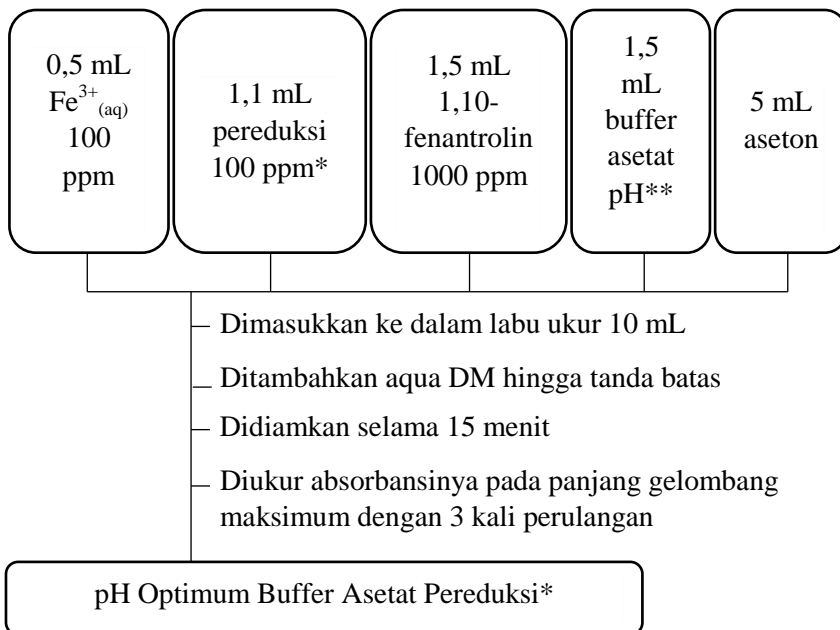 0,5 mL
Fe³⁺(aq)
100
ppm
1,1 mL
pereduksi
100 ppm*
1,5 mL
1,10-
fenantrolin
1000 ppm
1,5
mL
buffer
asetat
pH**
5 mL
aseton
Dimasukkan ke dalam labu ukur 10 mL
Ditambahkan aqua DM hingga tanda batas
Didiamkan selama 15 menit
Diukur absorbansinya pada panjang gelombang
maksimum dengan 3 kali perulangan
pH Optimum Buffer Asetat Pereduksi*